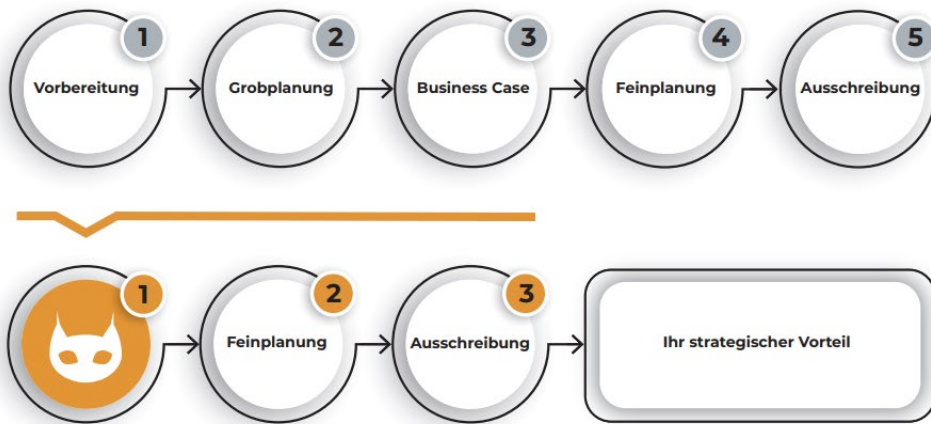 1
Vorbereitung
2
Grobplanung
3
Business Case
4
Feinplanung
5
Ausschreibung
1
2
Feinplanung
3
Ausschreibung
Ihr strategischer Vorteil